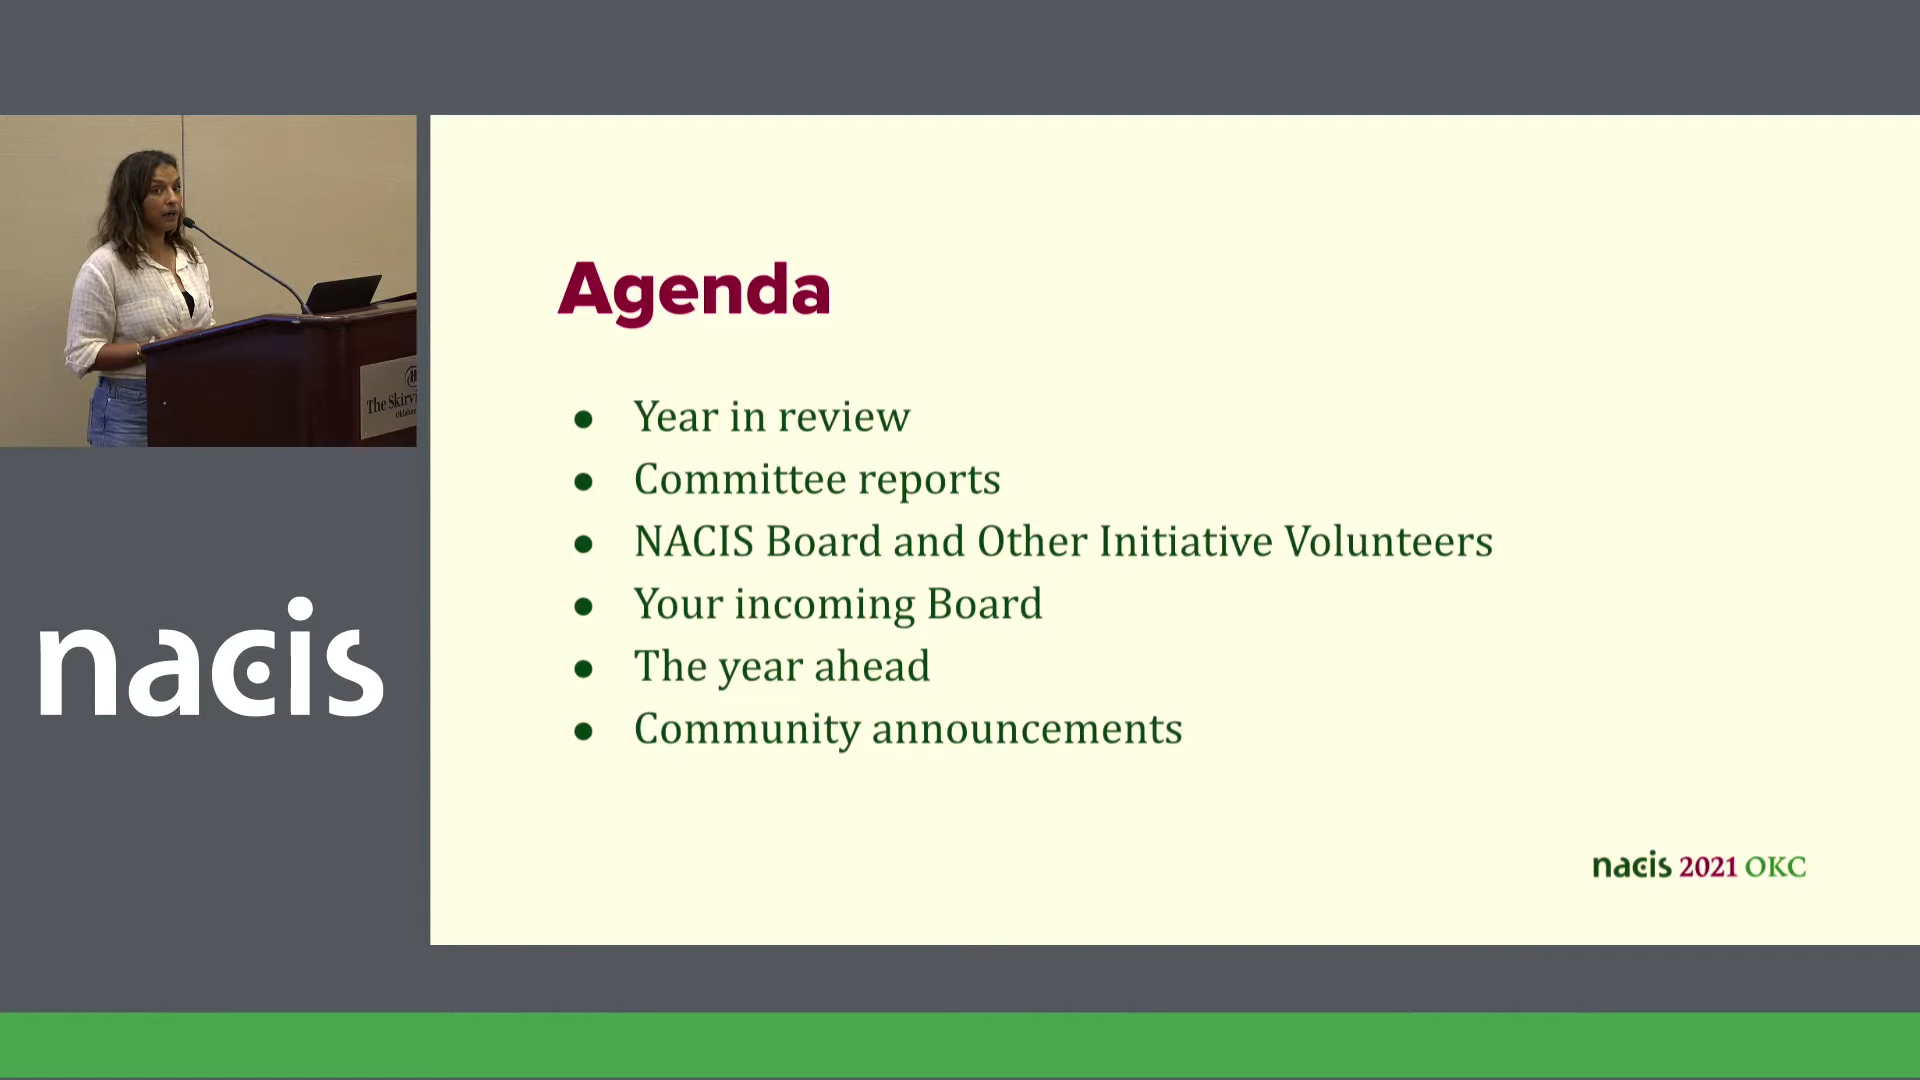 Agenda
● Year in review
● Committee reports
● NACIS Board and Other Initiative Volunteers
● Your incoming Board
● The year ahead
● Community announcements
nacis 2021 OKC
nacis
The